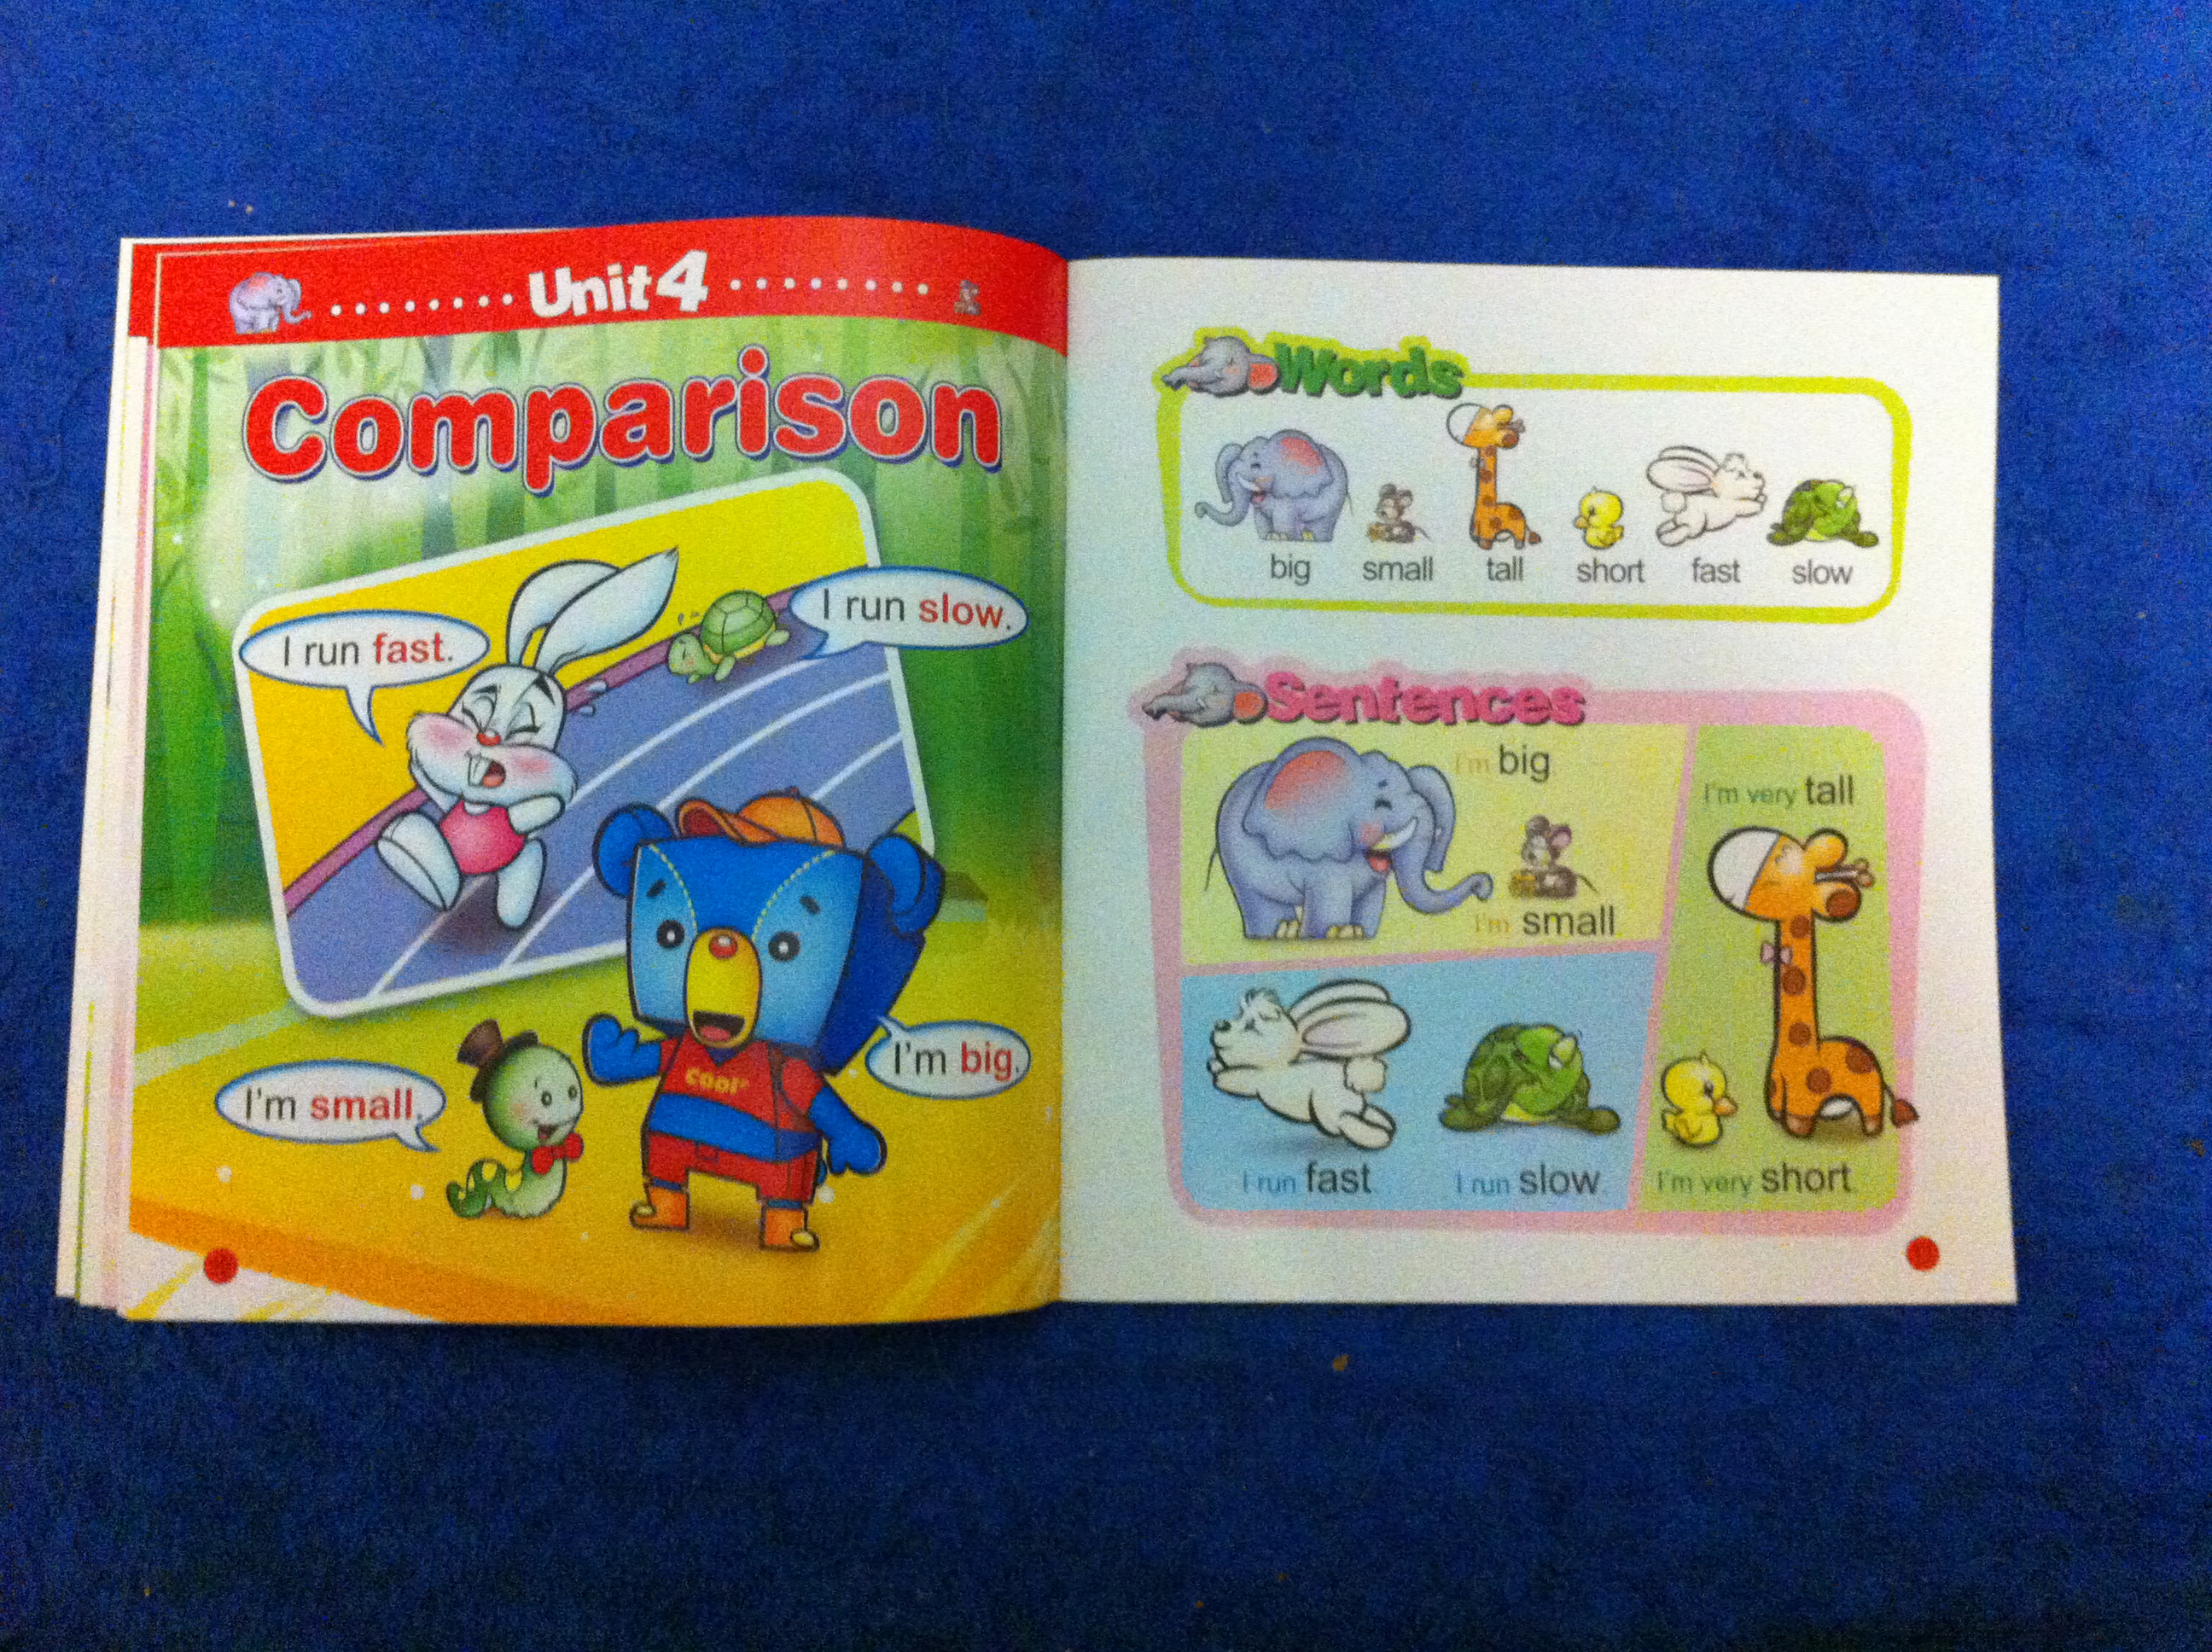 Unit 4
Comparison
I run fast.
I run slow.
I'm small.
cool
I'm big.
Words
big small tall short fast slow
Sentences
I'm big
I'm small
I'm very tall
I run fast
I run slow
I'm very short